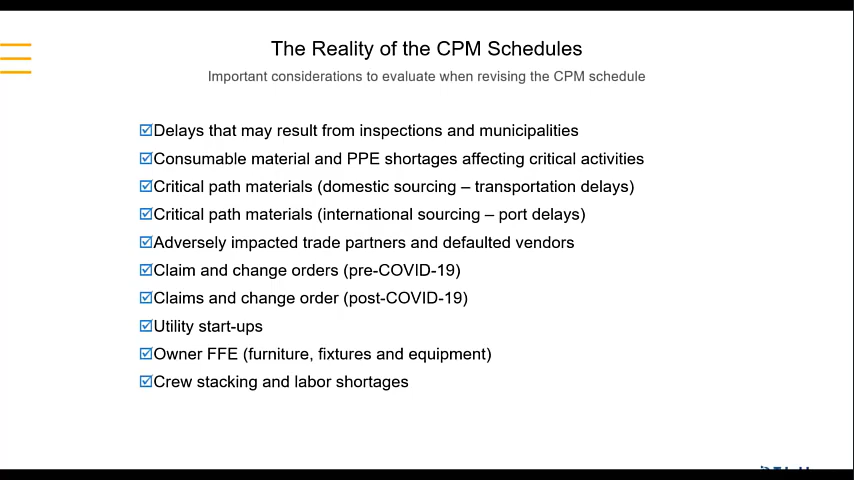 The Reality of the CPM Schedules
Important considerations to evaluate when revising the CPM schedule
Delays that may result from inspections and municipalities
Consumable material and PPE shortages affecting critical activities
Critical path materials (domestic sourcing – transportation delays)
Critical path materials (international sourcing – port delays)
Adversely impacted trade partners and defaulted vendors
Claim and change orders (pre-COVID-19)
Claims and change order (post-COVID-19)
Utility start-ups
Owner FFE (furniture, fixtures and equipment)
Crew stacking and labor shortages